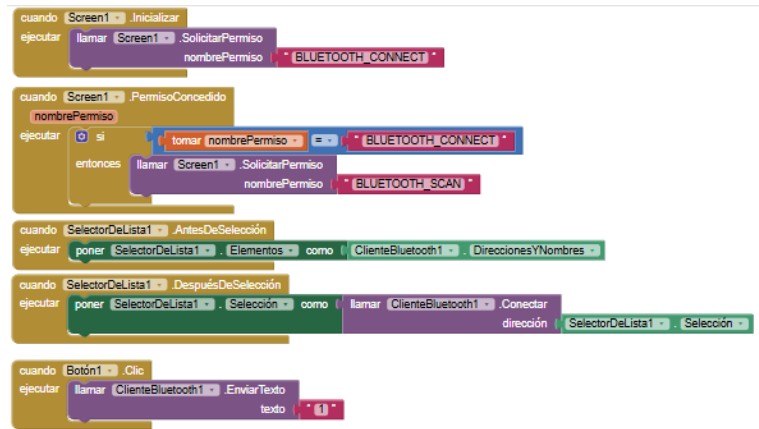 cuando Screen1 .Inicializar
ejecutar llamar Screen1 .SolicitarPermiso
nombrePermiso " BLUETOOTH_CONNECT "
cuando Screen1 .PermisoConcedido
nombrePermiso
ejecutar si tomar nombrePermiso = " BLUETOOTH_CONNECT "
entonces llamar Screen1 .SolicitarPermiso
nombrePermiso " BLUETOOTH_SCAN "
cuando SelectorDeLista1 .AntesDeSelección
ejecutar poner SelectorDeLista1 . Elementos como ClienteBluetooth1 . DireccionesYNombres
cuando SelectorDeLista1 .DespuésDeSelección
ejecutar poner SelectorDeLista1 . Selección como llamar ClienteBluetooth1 .Conectar
dirección SelectorDeLista1 . Selección
cuando Botón1 .Clic
ejecutar llamar ClienteBluetooth1 .EnviarTexto
texto " 1 "